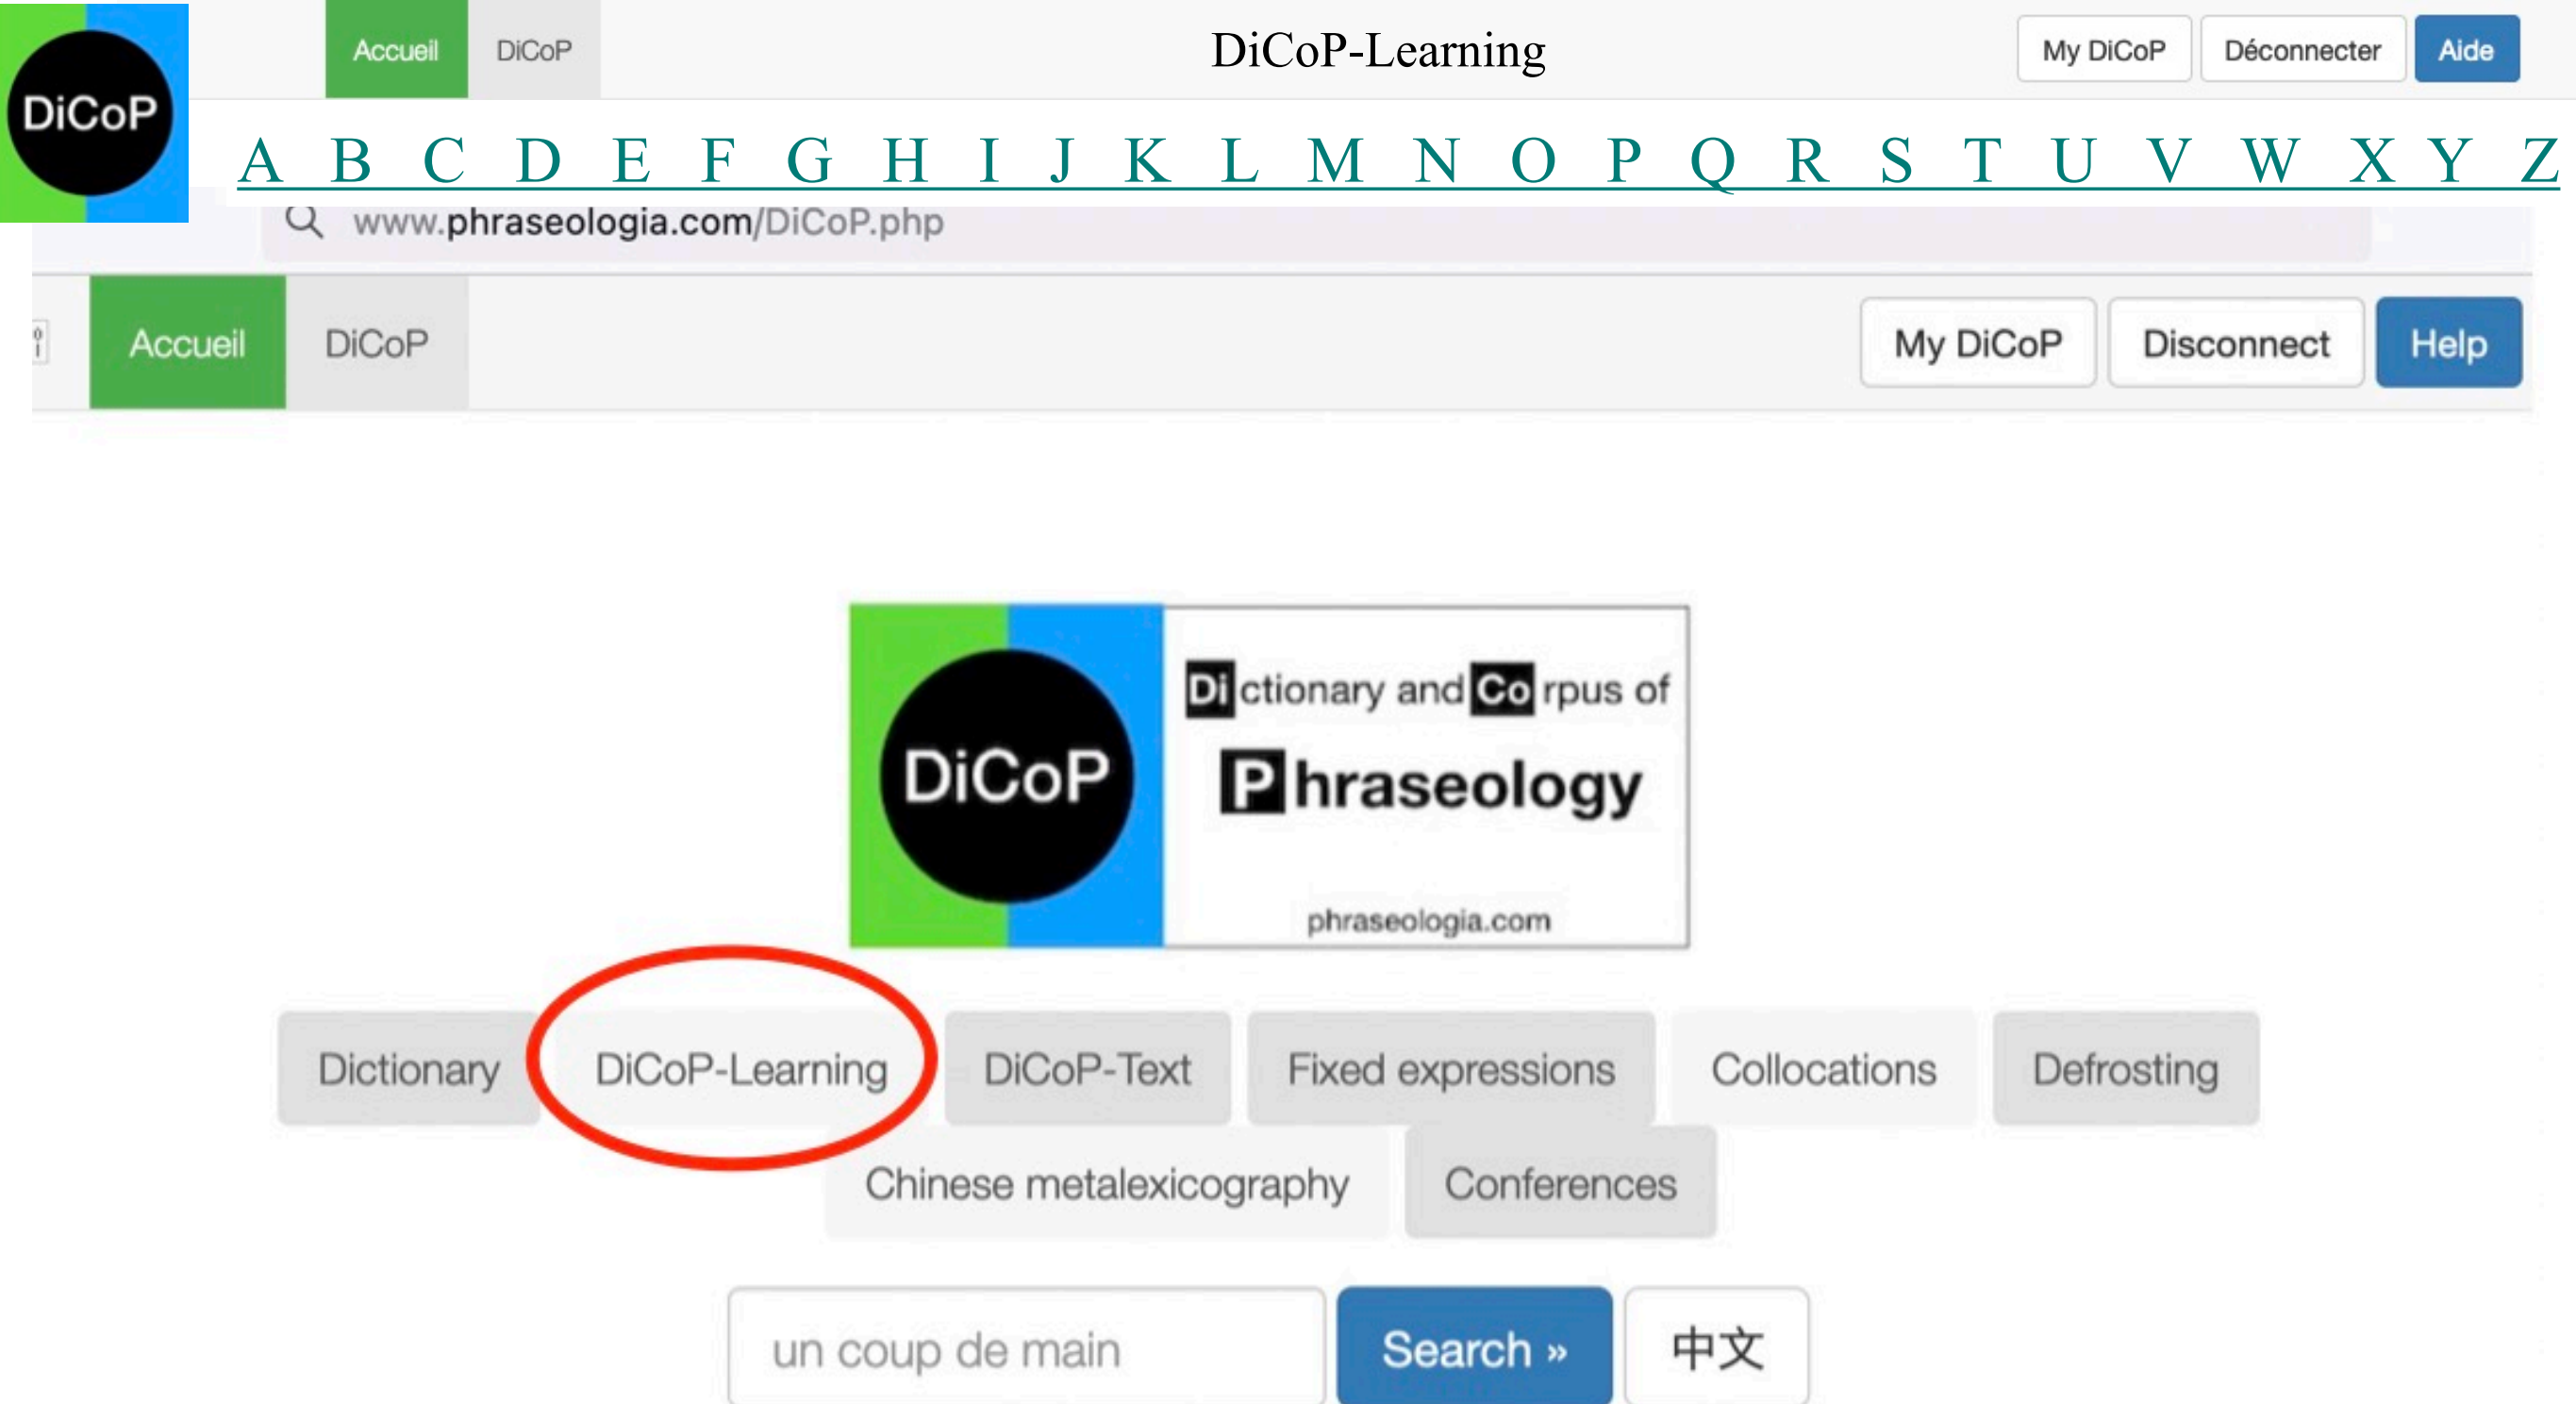 Accueil DiCoP DiCoP-Learning My DiCoP Déconnecter Aide
DiCoP
A B C D E F G H I J K L M N O P Q R S T U V W X Y Z
www.phraseologia.com/DiCoP.php
Accueil DiCoP My DiCoP Disconnect Help
Dictionary and Corpus of
DiCoP
Phraseology
phraseologia.com
Dictionary DiCoP-Learning DiCoP-Text Fixed expressions Collocations Defrosting
Chinese metalexicography Conferences
un coup de main Search » 中文